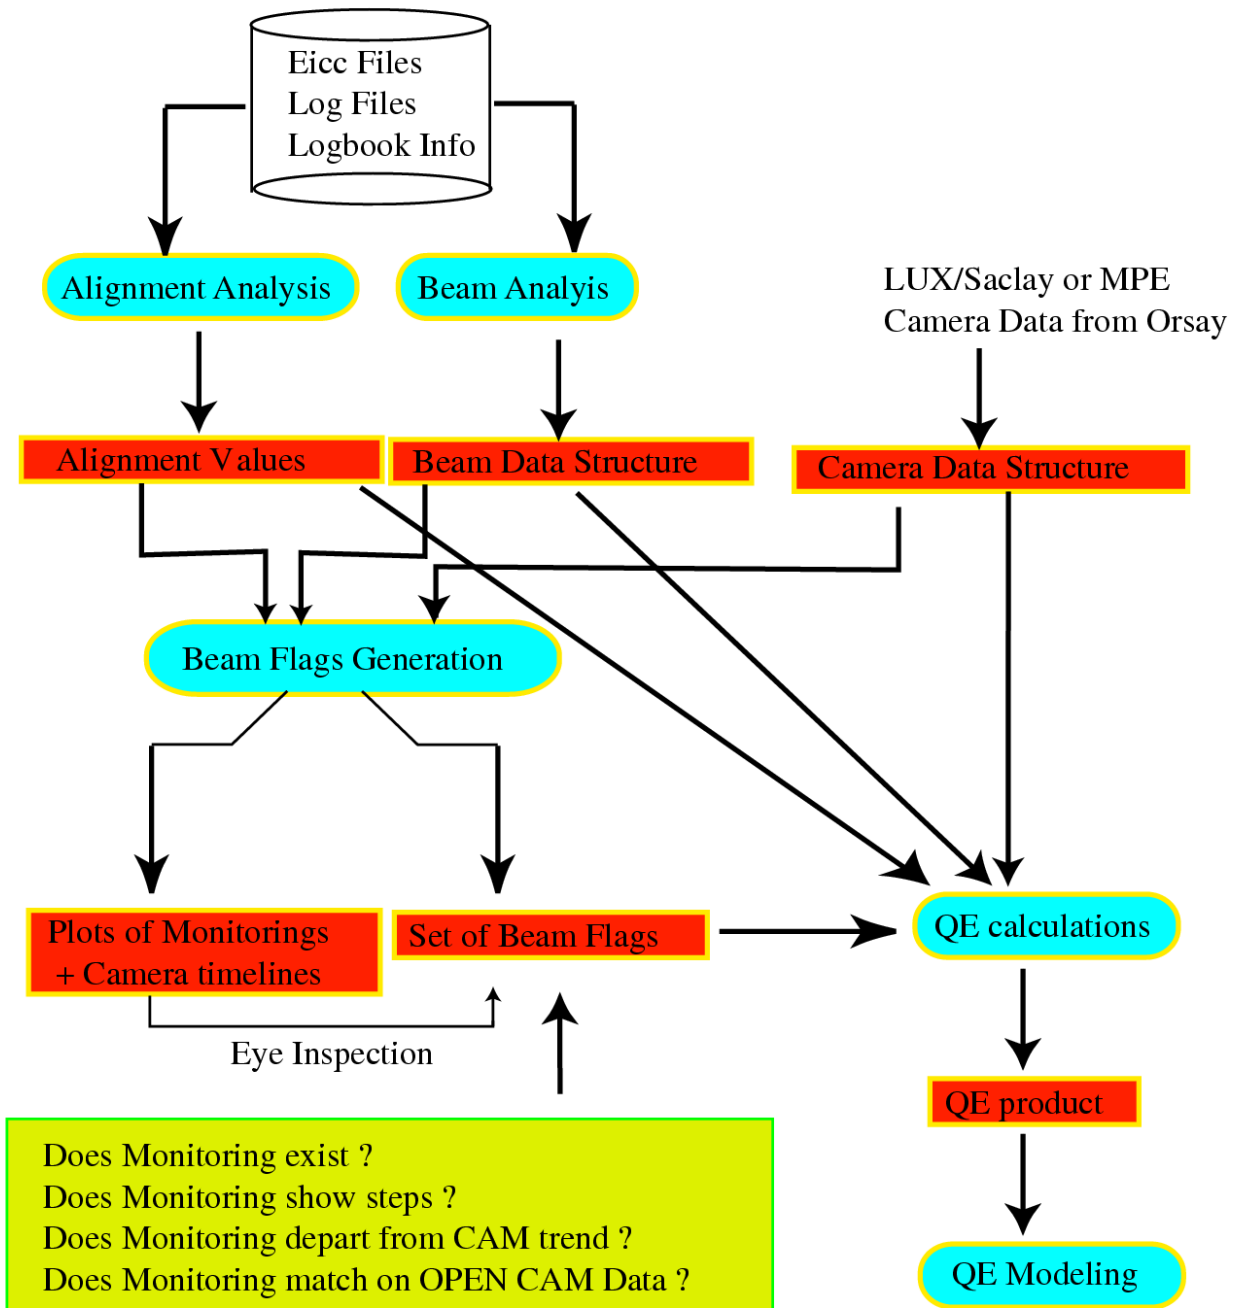 Eicc Files
Log Files
Logbook Info
Alignment Analysis
Beam Analyis
LUX/Saclay or MPE
Camera Data from Orsay
Alignment Values
Beam Data Structure
Camera Data Structure
Beam Flags Generation
Plots of Monitorings
+ Camera timelines
Set of Beam Flags
QE calculations
Eye Inspection
QE product
Does Monitoring exist ?
Does Monitoring show steps ?
Does Monitoring depart from CAM trend ?
Does Monitoring match on OPEN CAM Data ?
QE Modeling